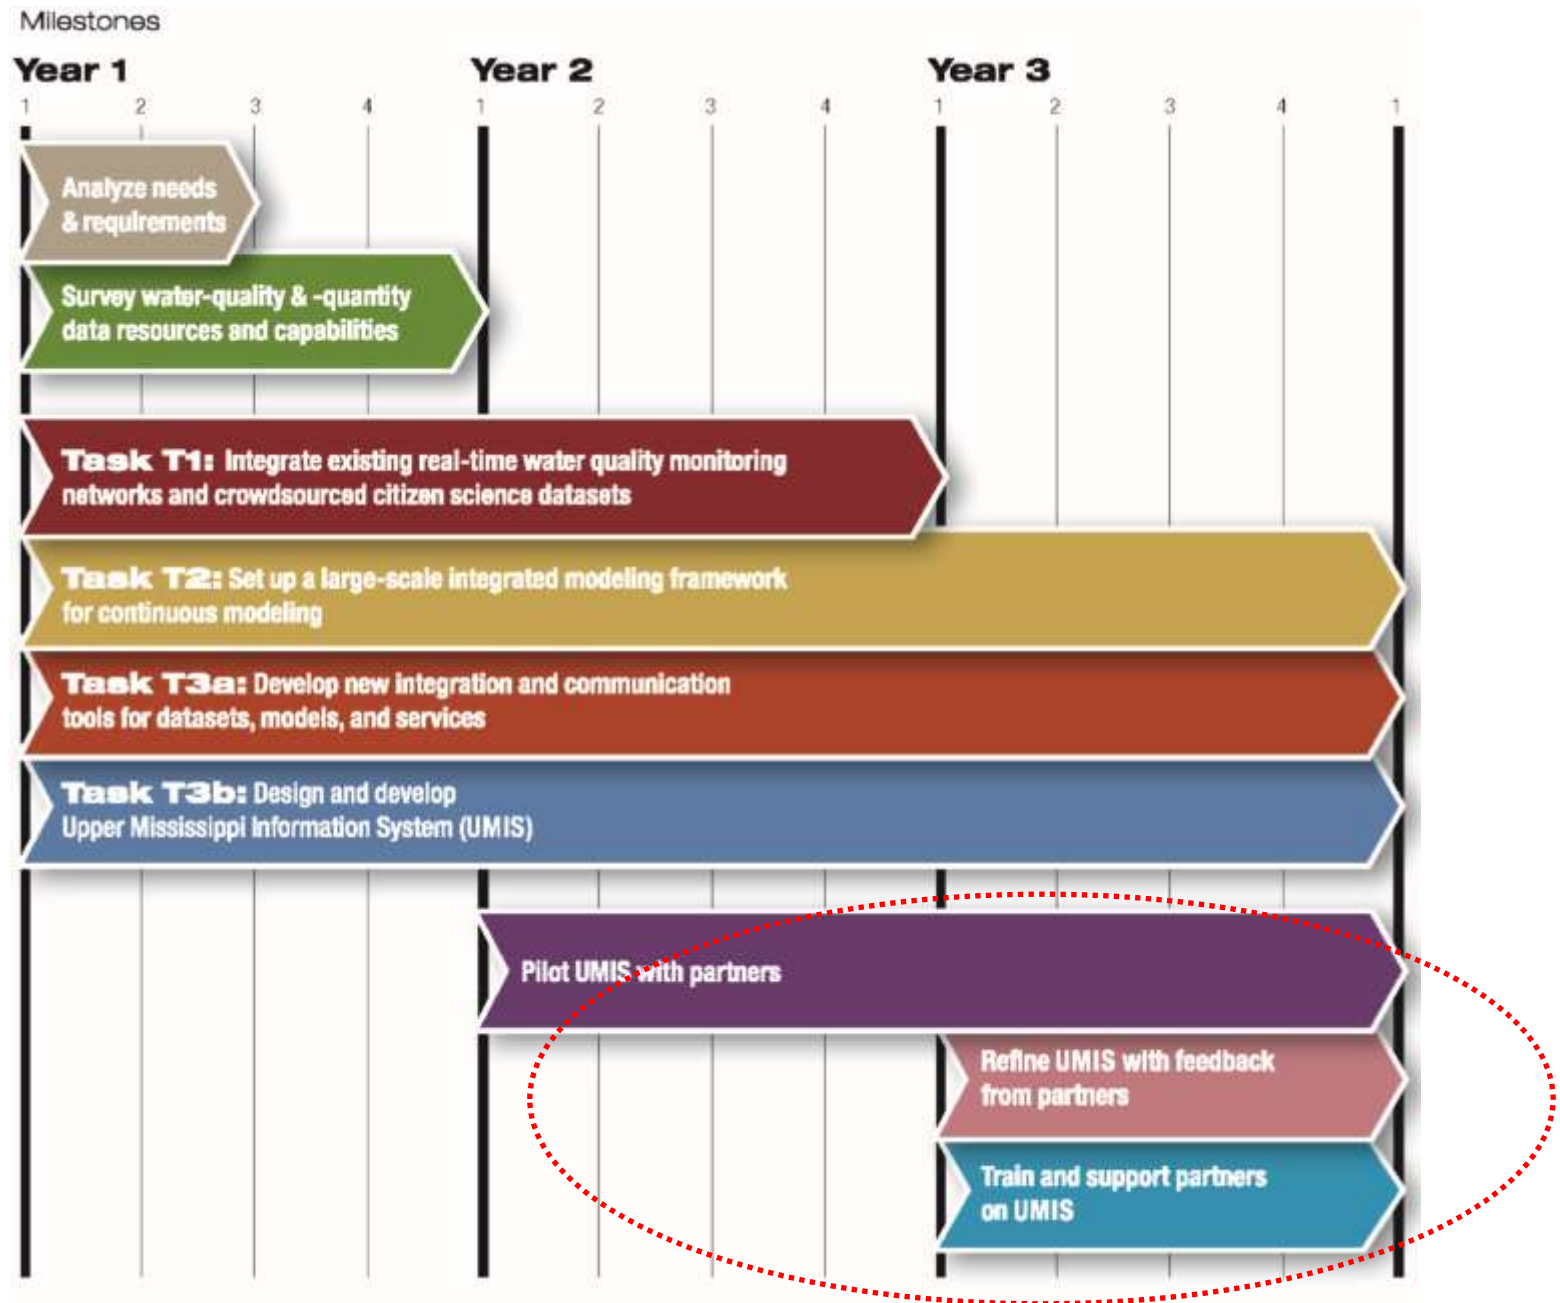 Milestones
Year 1 Year 2 Year 3
1 2 3 4 1 2 3 4 1 2 3 4 1
Analyze needs
& requirements
Survey water-quality & -quantity
data resources and capabilities
Task T1: Integrate existing real-time water quality monitoring
networks and crowdsourced citizen science datasets
Task T2: Set up a large-scale integrated modeling framework
for continuous modeling
Task T3a: Develop new integration and communication
tools for datasets, models, and services
Task T3b: Design and develop
Upper Mississippi Information System (UMIS)
Pilot UMIS with partners
Refine UMIS with feedback
from partners
Train and support partners
on UMIS